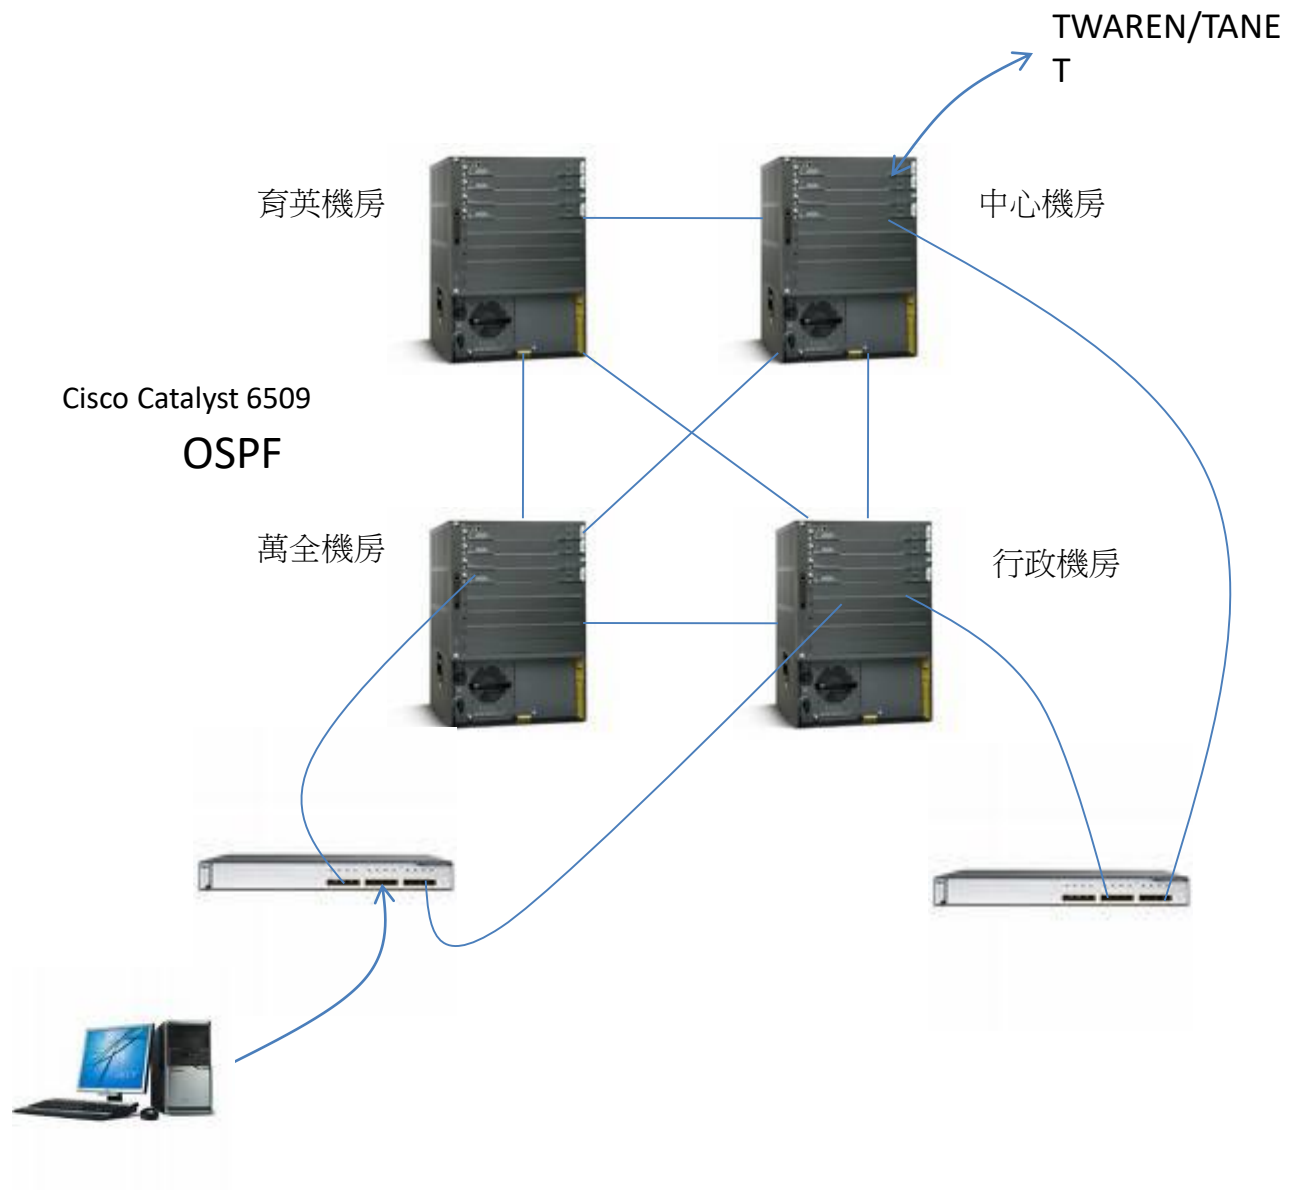 TWAREN/TANE
T
育英機房
中心機房
Cisco Catalyst 6509
OSPF
萬全機房
行政機房